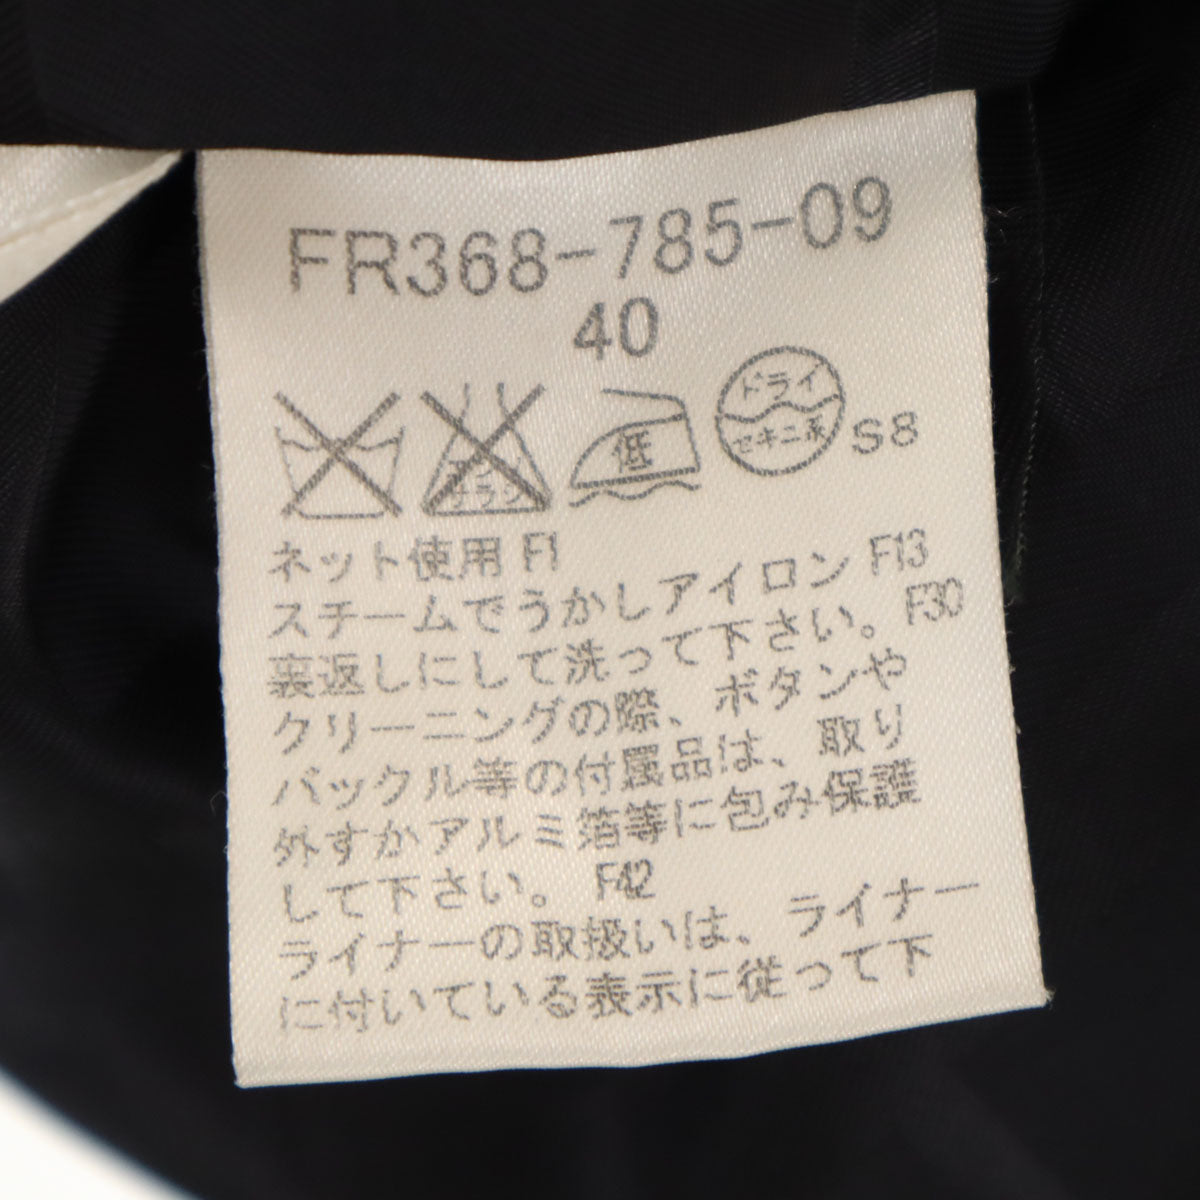 FR368-785-09
40
エンソ
サラシ
低
ドライ
セキユ系
S8
ネット使用 F1
スチームでうかしアイロン F13
裏返しにして洗って下さい。F30
クリーニングの際、ボタンや
バックル等の付属品は、取り
外すかアルミ箔等に包み保護
して下さい。 F42
ライナーの取扱いは、ライナー
に付いている表示に従って下